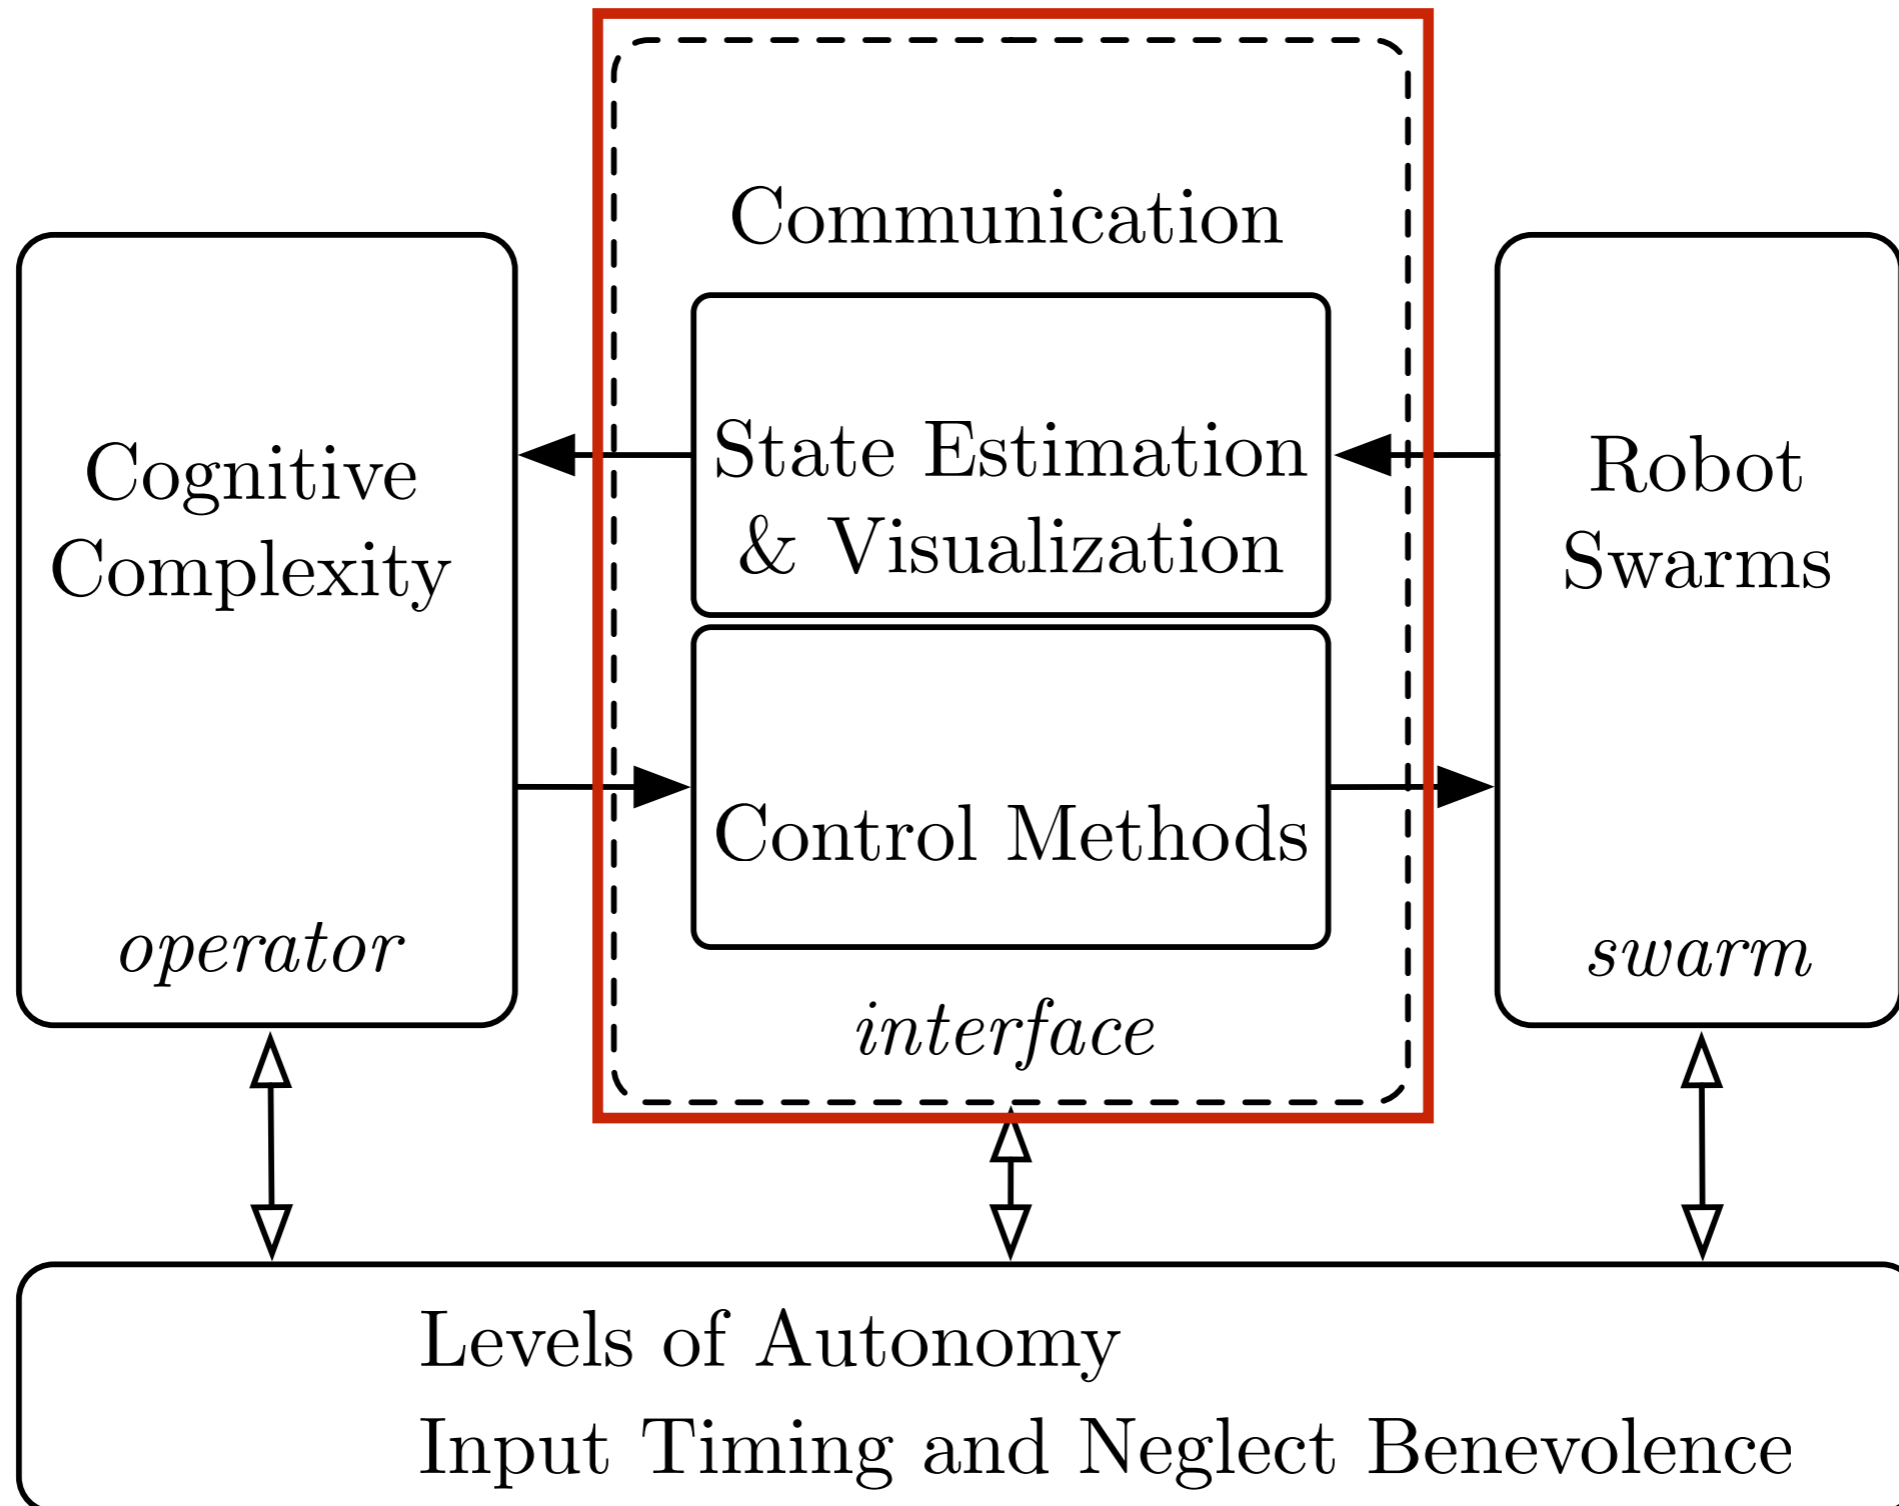 Communication
Cognitive
Complexity
operator
State Estimation
& Visualization
Control Methods
interface
Robot
Swarms
swarm
Levels of Autonomy
Input Timing and Neglect Benevolence